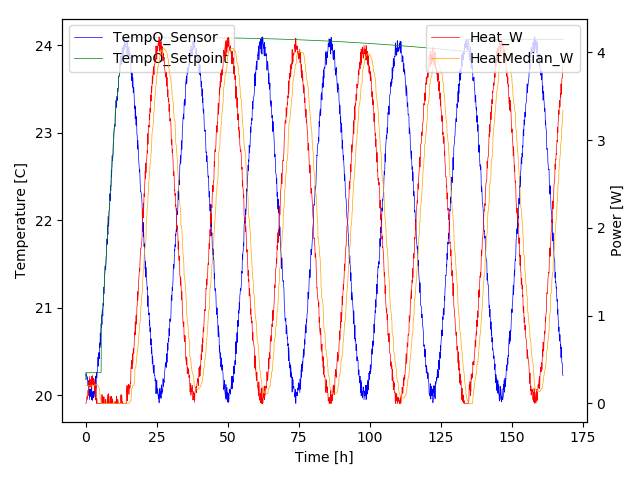 TempO_Sensor
TempO_Setpoint
Heat_W
HeatMedian_W
24
23
22
21
20
Temperature [C]
4
3
2
1
0
Power [W]
0
25
50
75
100
125
150
175
Time [h]